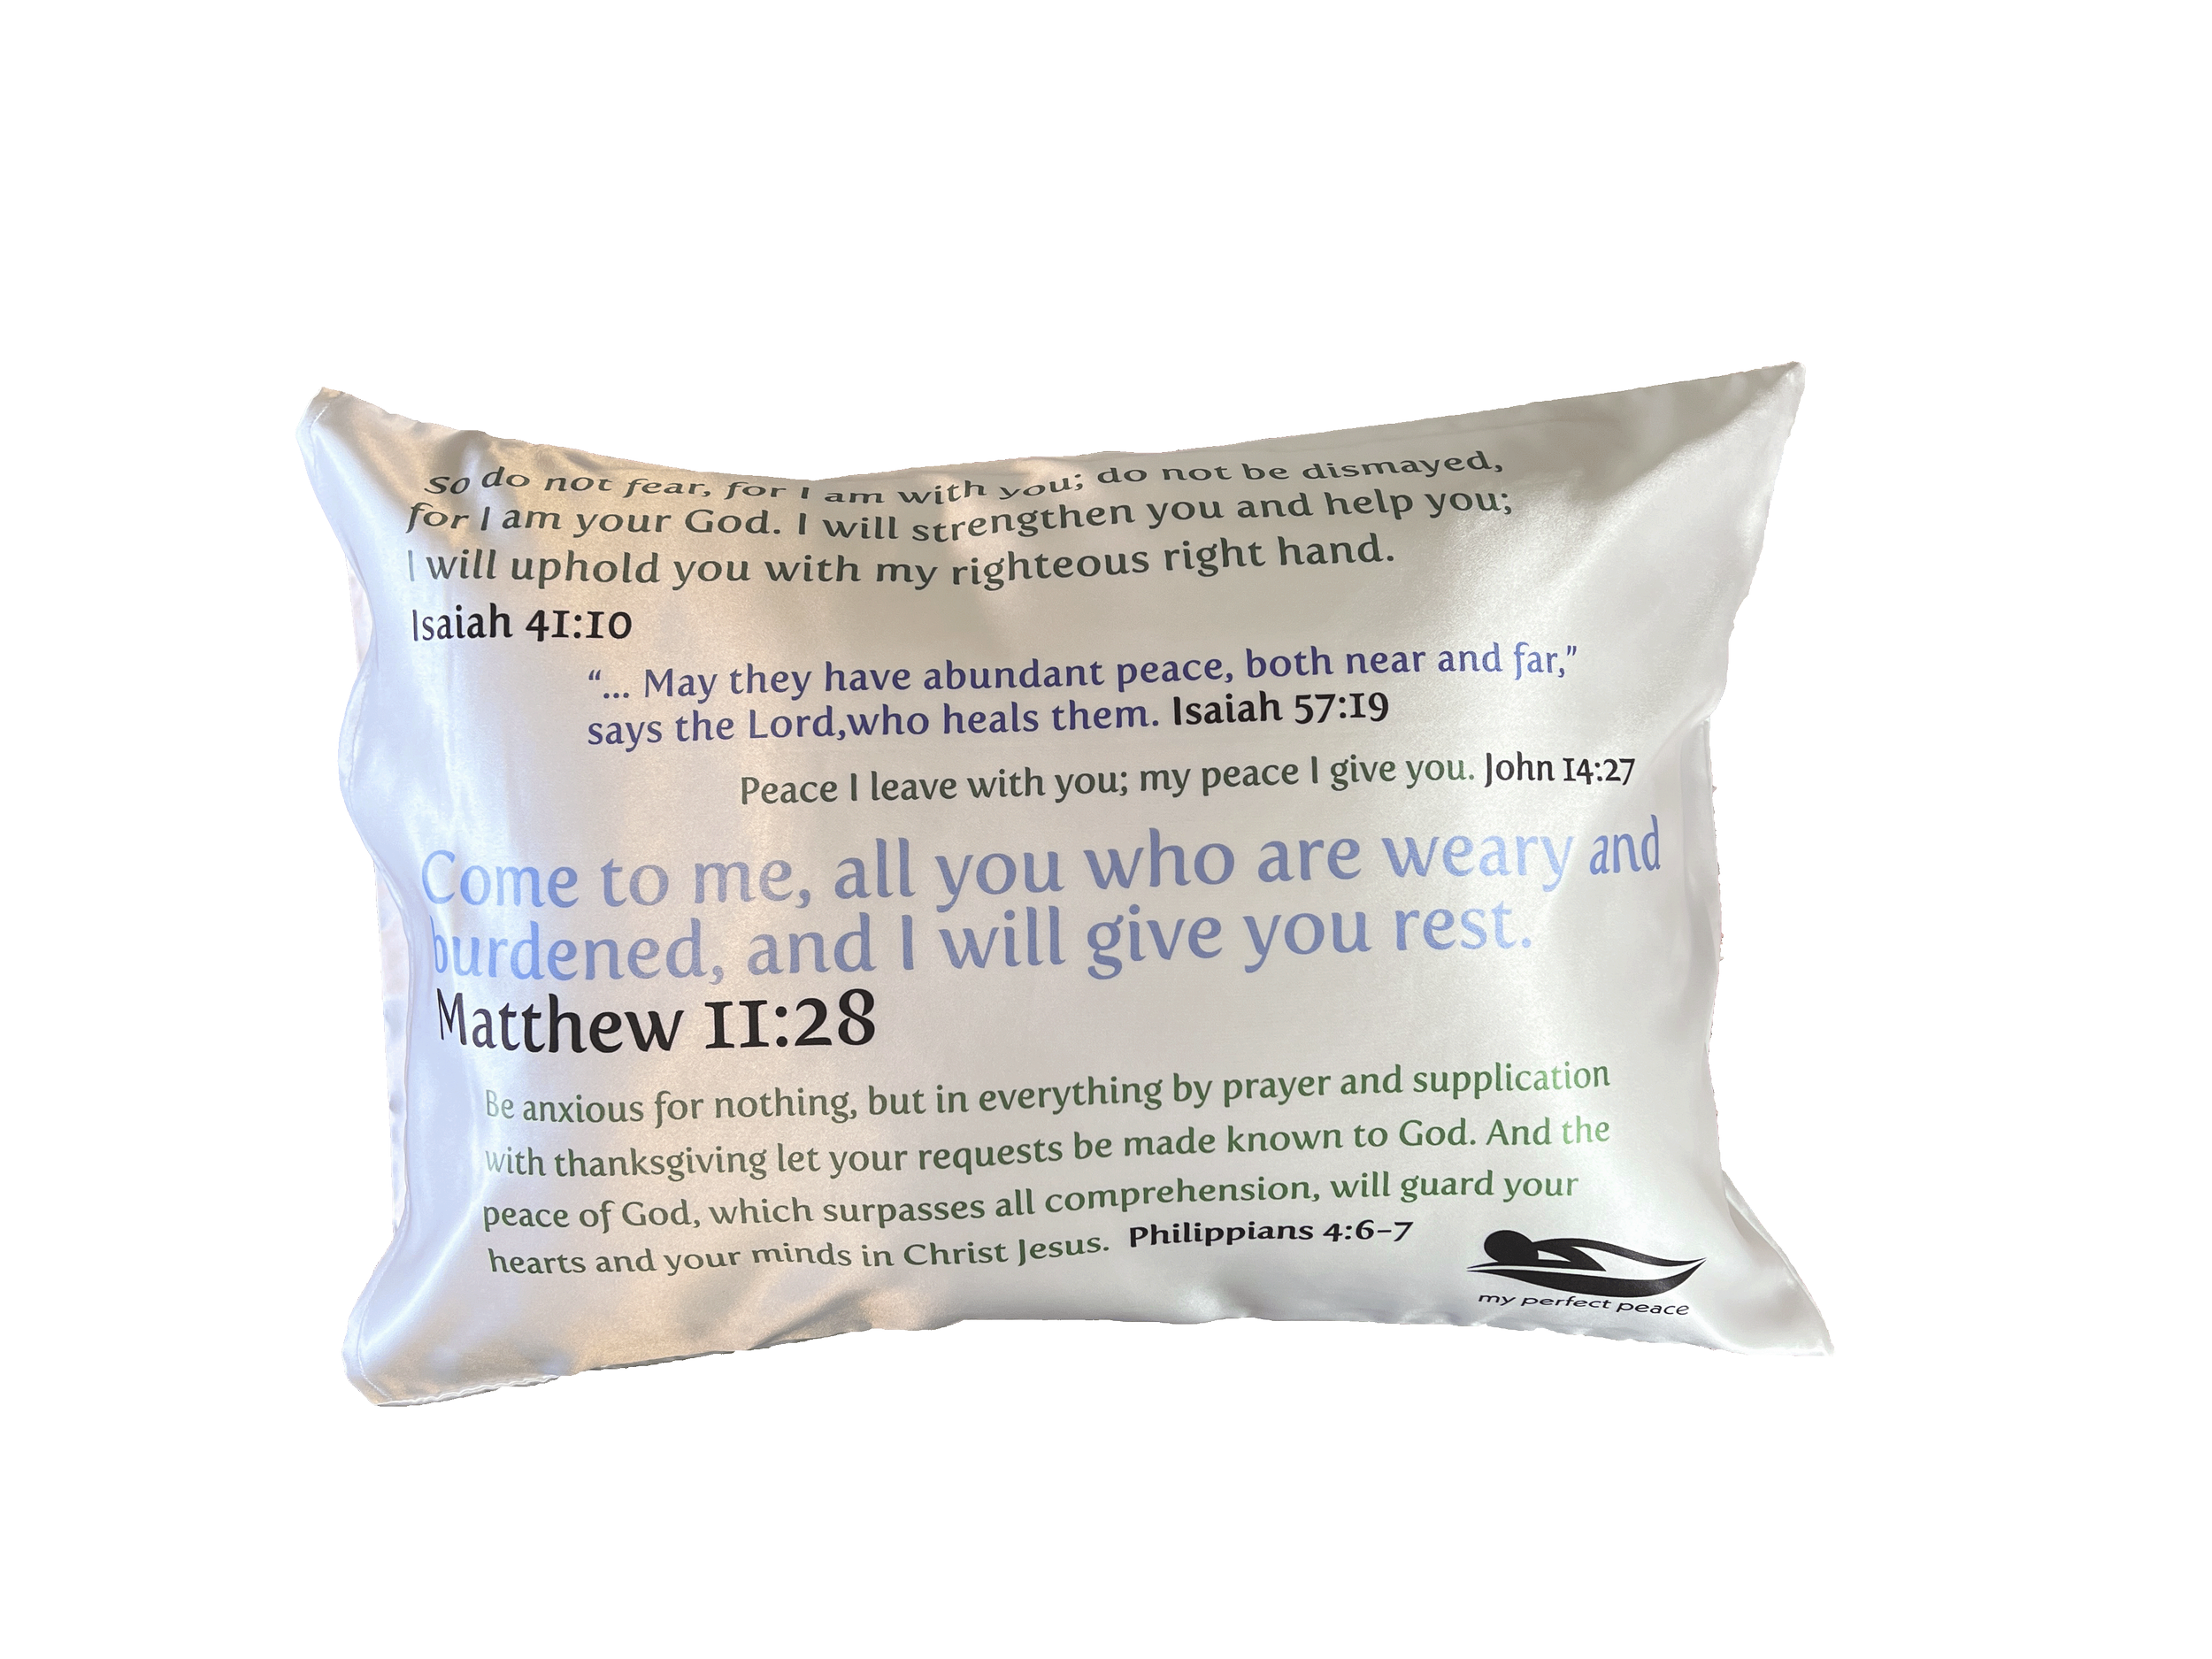 So do not fear, for I am with you; do not be dismayed,
for I am your God. I will strengthen you and help you;
I will uphold you with my righteous right hand.
Isaiah 41:10
“... May they have abundant peace, both near and far,”
says the Lord,who heals them. Isaiah 57:19
Peace I leave with you; my peace I give you. John 14:27
Come to me, all you who are weary and
burdened, and I will give you rest.
Matthew 11:28
Be anxious for nothing, but in everything by prayer and supplication
with thanksgiving let your requests be made known to God. And the
peace of God, which surpasses all comprehension, will guard your
hearts and your minds in Christ Jesus. Philippians 4:6–7
my perfect peace